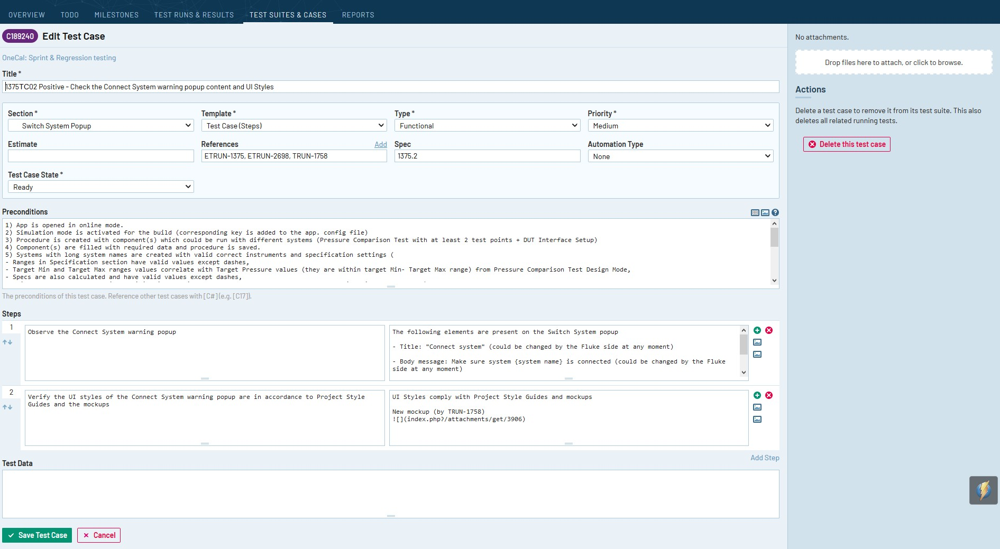 OVERVIEW TODO MILESTONES TEST RUNS & RESULTS TEST SUITES & CASES REPORTS
C189240 Edit Test Case
OneCal: Sprint & Regression testing
Title *
1375TC02 Positive - Check the Connect System warning popup content and UI Styles
Section * Template * Type * Priority *
Switch System Popup Test Case (Steps) Functional Medium
Estimate References Add Spec Automation Type
ETRUN-1375, ETRUN-2698, TRUN-1758 1375.2 None
Test Case State *
Ready
Preconditions
1) App is opened in online mode.
2) Simulation mode is activated for the build (corresponding key is added to the app. config file)
3) Procedure is created with component(s) which could be run with different systems (Pressure Comparison Test with at least 2 test points + DUT Interface Setup)
4) Component(s) are filled with required data and procedure is saved.
5) Systems with long system names are created with valid correct instruments and specification settings (
- Ranges in Specification section have valid values except dashes,
- Target Min and Target Max ranges values correlate with Target Pressure values (they are within target Min- Target Max range) from Pressure Comparison Test Design Mode,
- Specs are also calculated and have valid values except dashes,
The preconditions of this test case. Reference other test cases with [C#] (e.g. [C17]).
Steps
1
Observe the Connect System warning popup
The following elements are present on the Switch System popup
- Title: "Connect system" (could be changed by the Fluke side at any moment)
- Body message: Make sure system {system name} is connected (could be changed by the Fluke
side at any moment)
2
Verify the UI styles of the Connect System warning popup are in accordance to Project Style
Guides and the mockups
UI Styles comply with Project Style Guides and mockups
New mockup (by TRUN-1758)
![](index.php?/attachments/get/3906)
Add Step
Test Data
Save Test Case Cancel
No attachments.
Drop files here to attach, or click to browse.
Actions
Delete a test case to remove it from its test suite. This also
deletes all related running tests.
Delete this test case